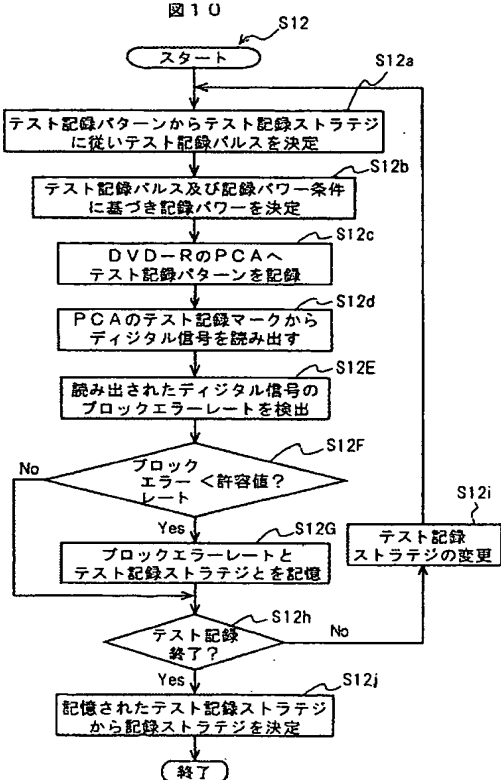 図10
S12
スタート
S12a
テスト記録パターンからテスト記録ストラテジ
に従いテスト記録パルスを決定
S12b
テスト記録パルス及び記録パワー条件
に基づき記録パワーを決定
S12c
DVD-RのPCAへ
テスト記録パターンを記録
S12d
PCAのテスト記録マークから
ディジタル信号を読み出す
S12E
読み出されたディジタル信号の
ブロックエラーレートを検出
S12F
No
ブロック
エラー <許容値?
レート
Yes
S12G
ブロックエラーレートと
テスト記録ストラテジとを記憶
S12i
テスト記録
ストラテジの変更
S12h
テスト記録
終了?
No
Yes
S12j
記憶されたテスト記録ストラテジ
から記録ストラテジを決定
終了